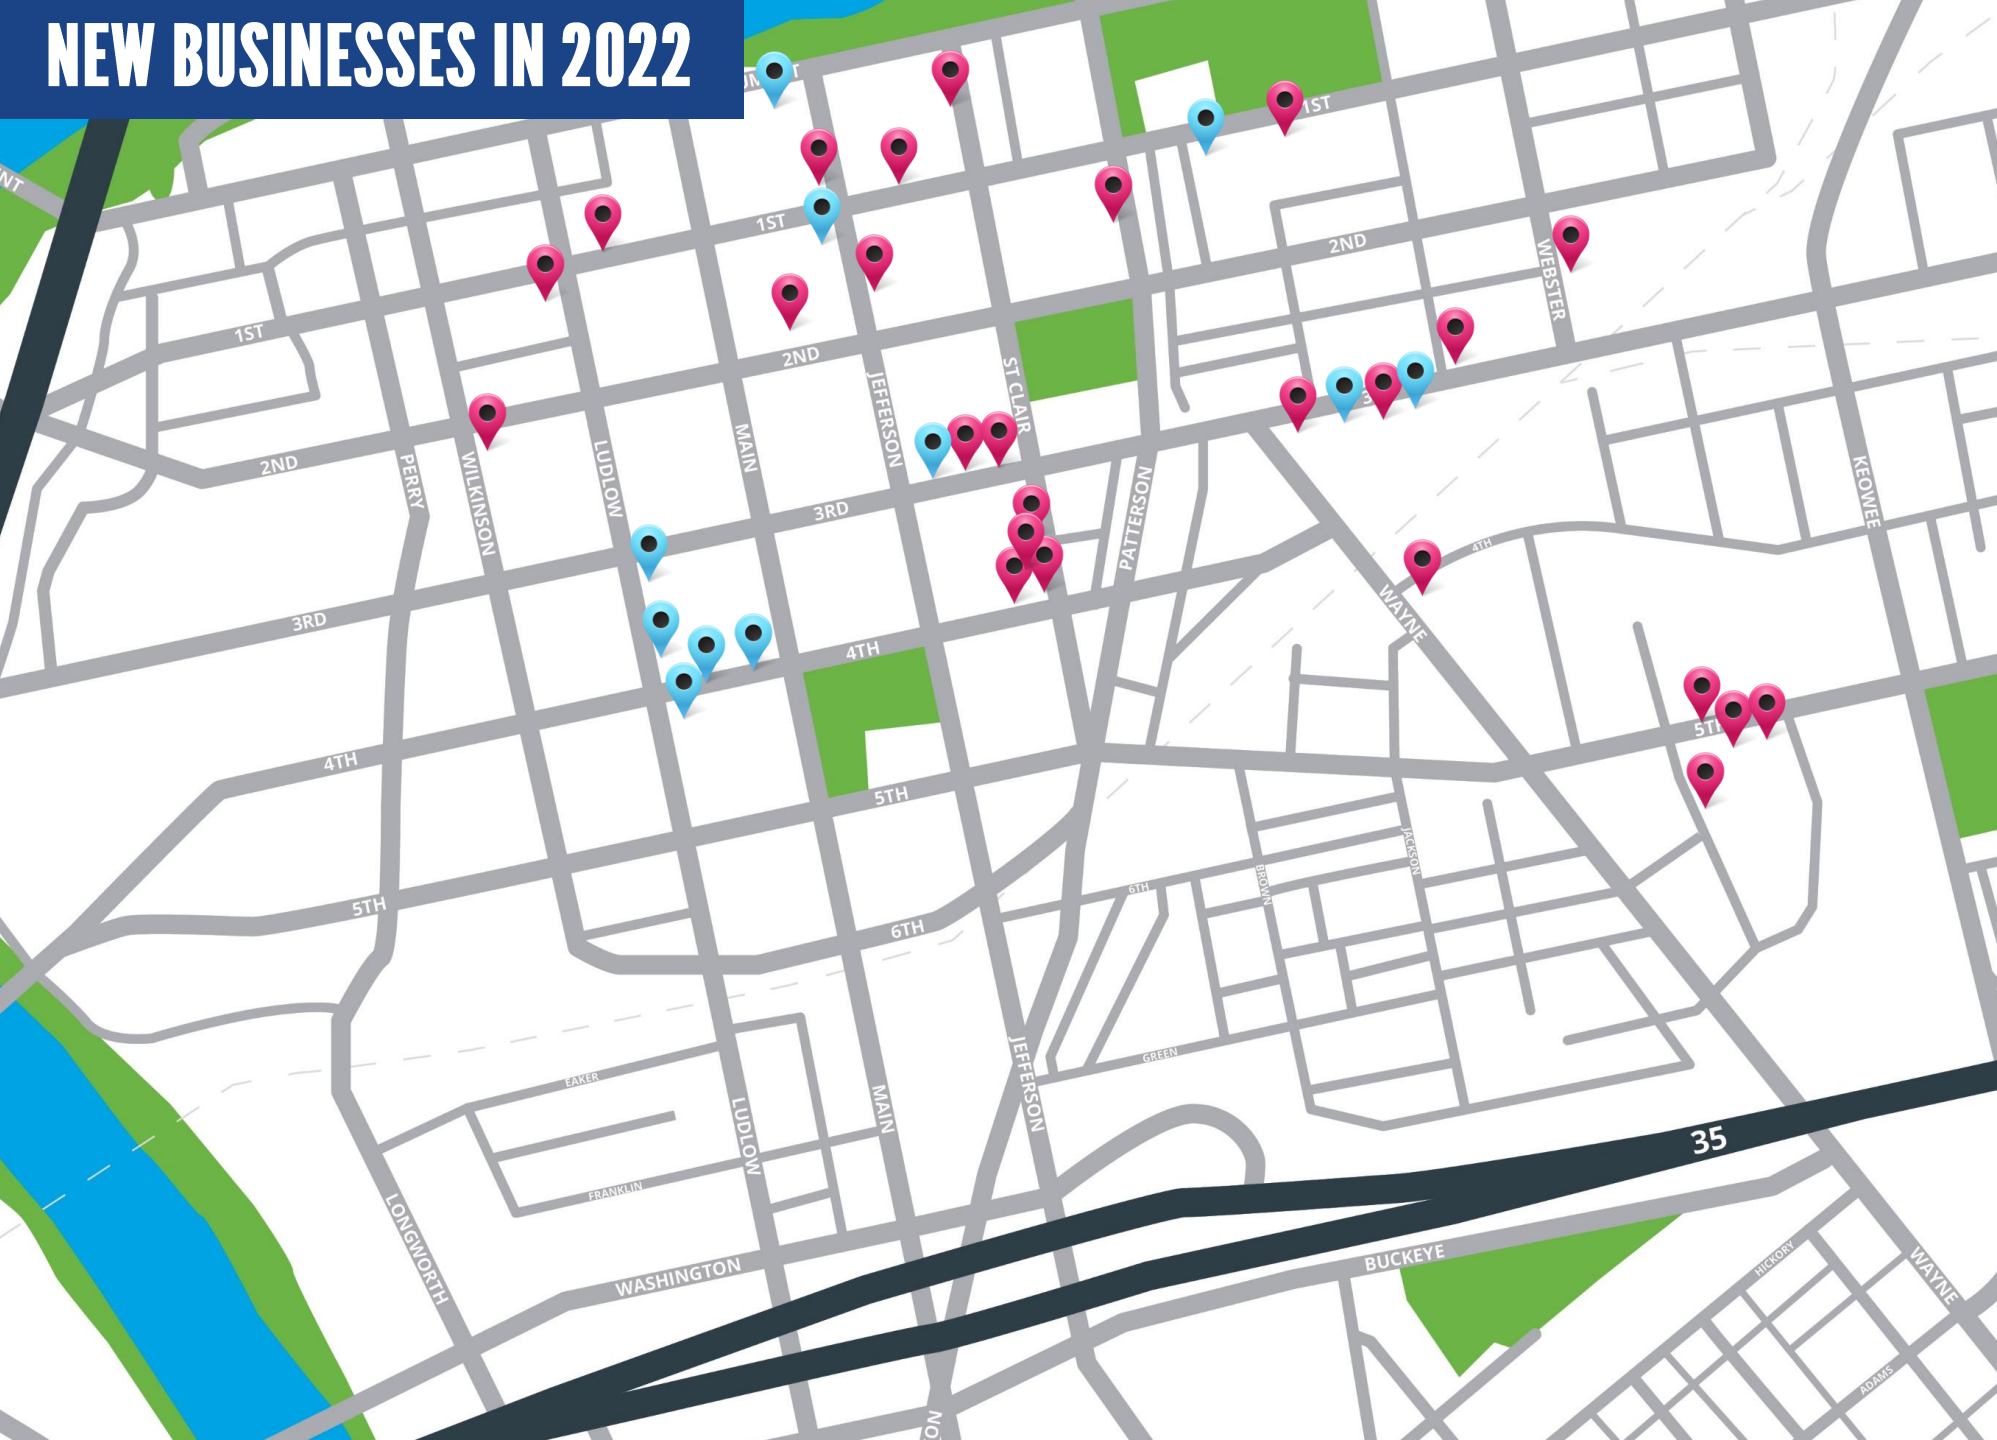 NEW BUSINESSES IN 2022
1ST
1ST
1ST
2ND
2ND
2ND
WEBSTER
ST CLAIR
JEFFERSON
MAIN
LUDLOW
WILKINSON
PERRY
KEOWEE
PATTERSON
3RD
3RD
4TH
WAYNE
4TH
4TH
5TH
5TH
5TH
6TH
6TH
BROWN
JACKSON
GREEN
EAKER
FRANKLIN
LUDLOW
MAIN
JEFFERSON
LONGWORTH
WASHINGTON
35
BUCKEYE
HICKORY
WAYNE
ADAMS